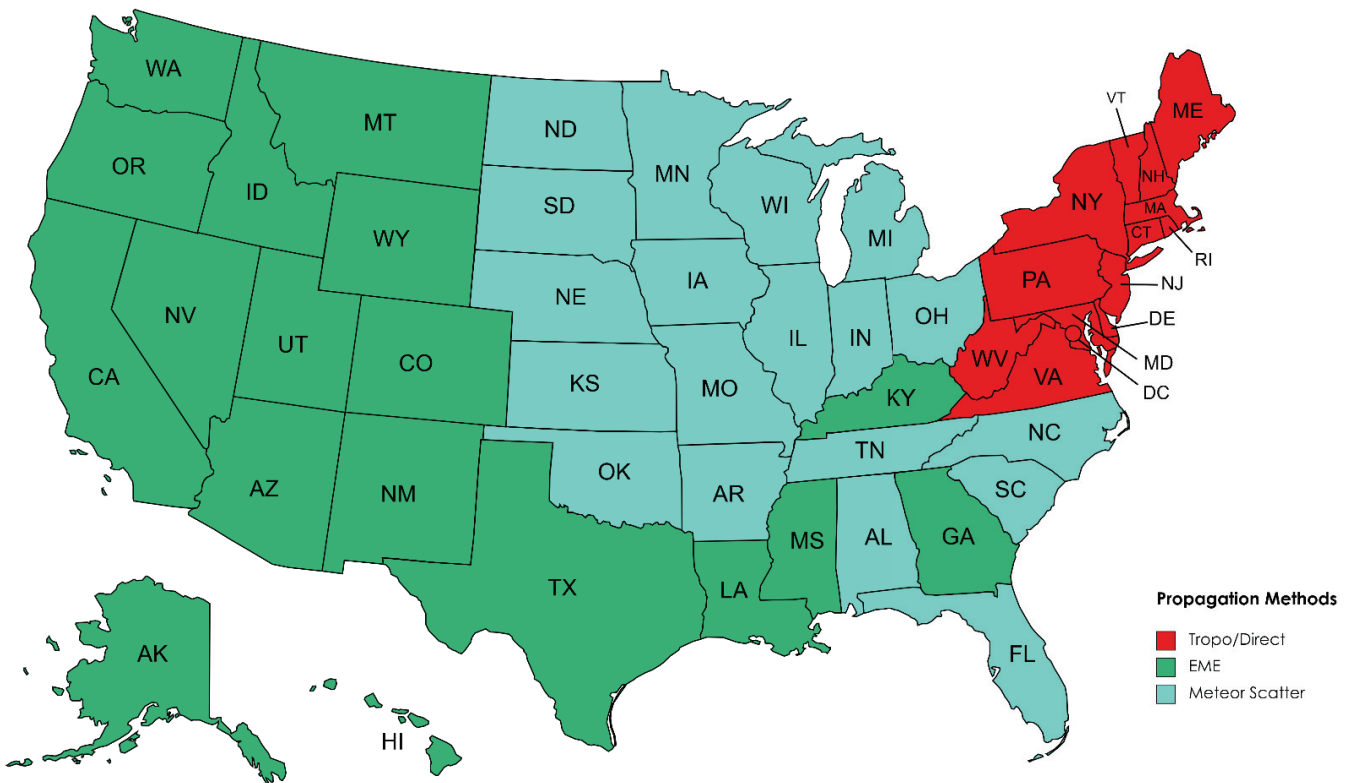 WA
MT
ND
MN
VT
ME
OR
ID
SD
WI
MI
NY
NH
MA
CT
RI
WY
IA
PA
NJ
NE
OH
DE
NV
UT
CO
IL
IN
WV
VA
MD
DC
CA
KS
MO
KY
NC
TN
AZ
NM
OK
AR
SC
MS
AL
GA
TX
LA
Propagation Methods
Tropo/Direct
EME
Meteor Scatter
FL
AK
HI